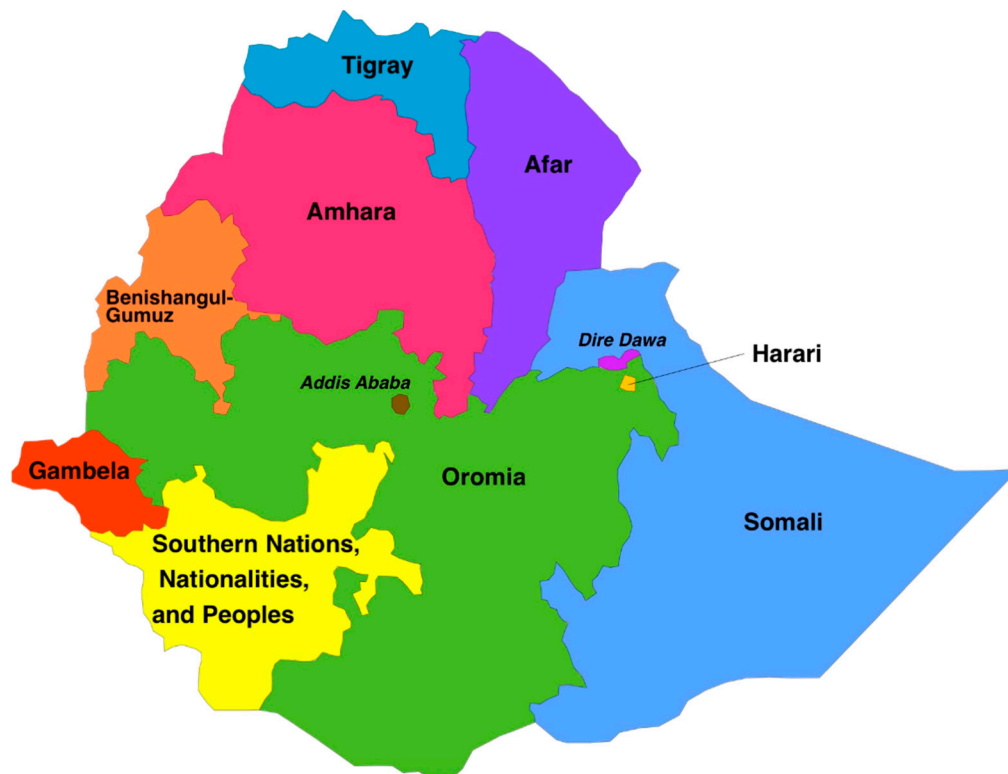 Tigray
Afar
Amhara
Benishangul-
Gumuz
Dire Dawa
Harari
Addis Ababa
Gambela
Oromia
Somali
Southern Nations,
Nationalities,
and Peoples